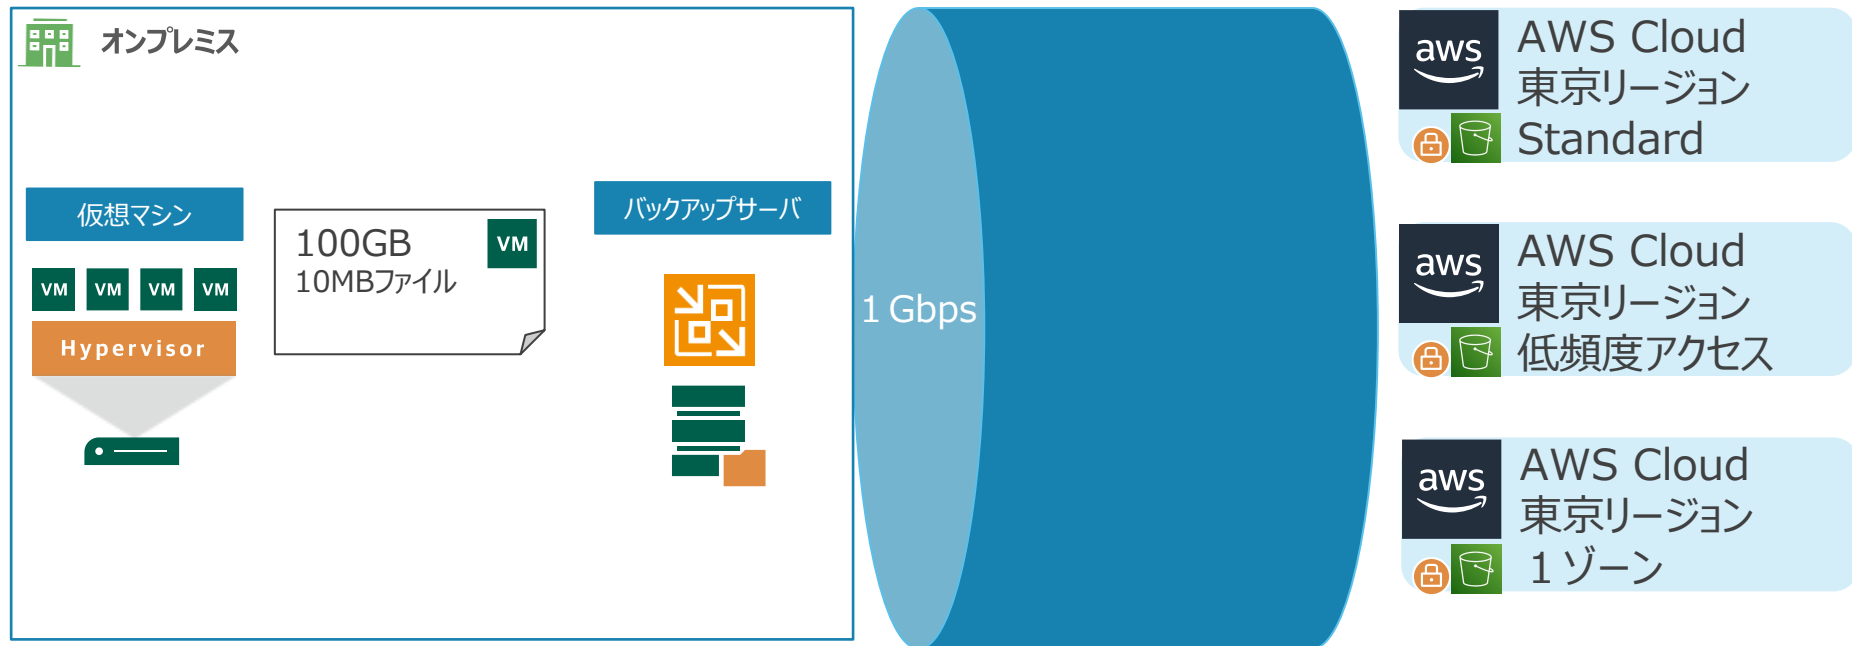 オンプレミス
仮想マシン
VM VM VM VM
Hypervisor
100GB
10MBファイル
VM
バックアップサーバ
1 Gbps
aws
AWS Cloud
東京リージョン
Standard
aws
AWS Cloud
東京リージョン
低頻度アクセス
aws
AWS Cloud
東京リージョン
1 ゾーン